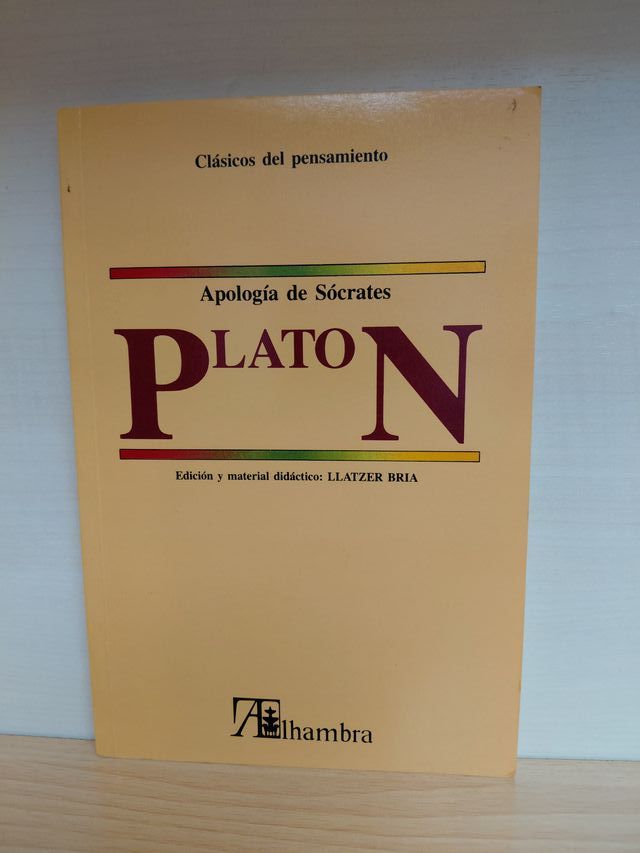 Clásicos del pensamiento
Apología de Sócrates
PLATON
Edición y material didáctico: LLATZER BRIA
Alhambra